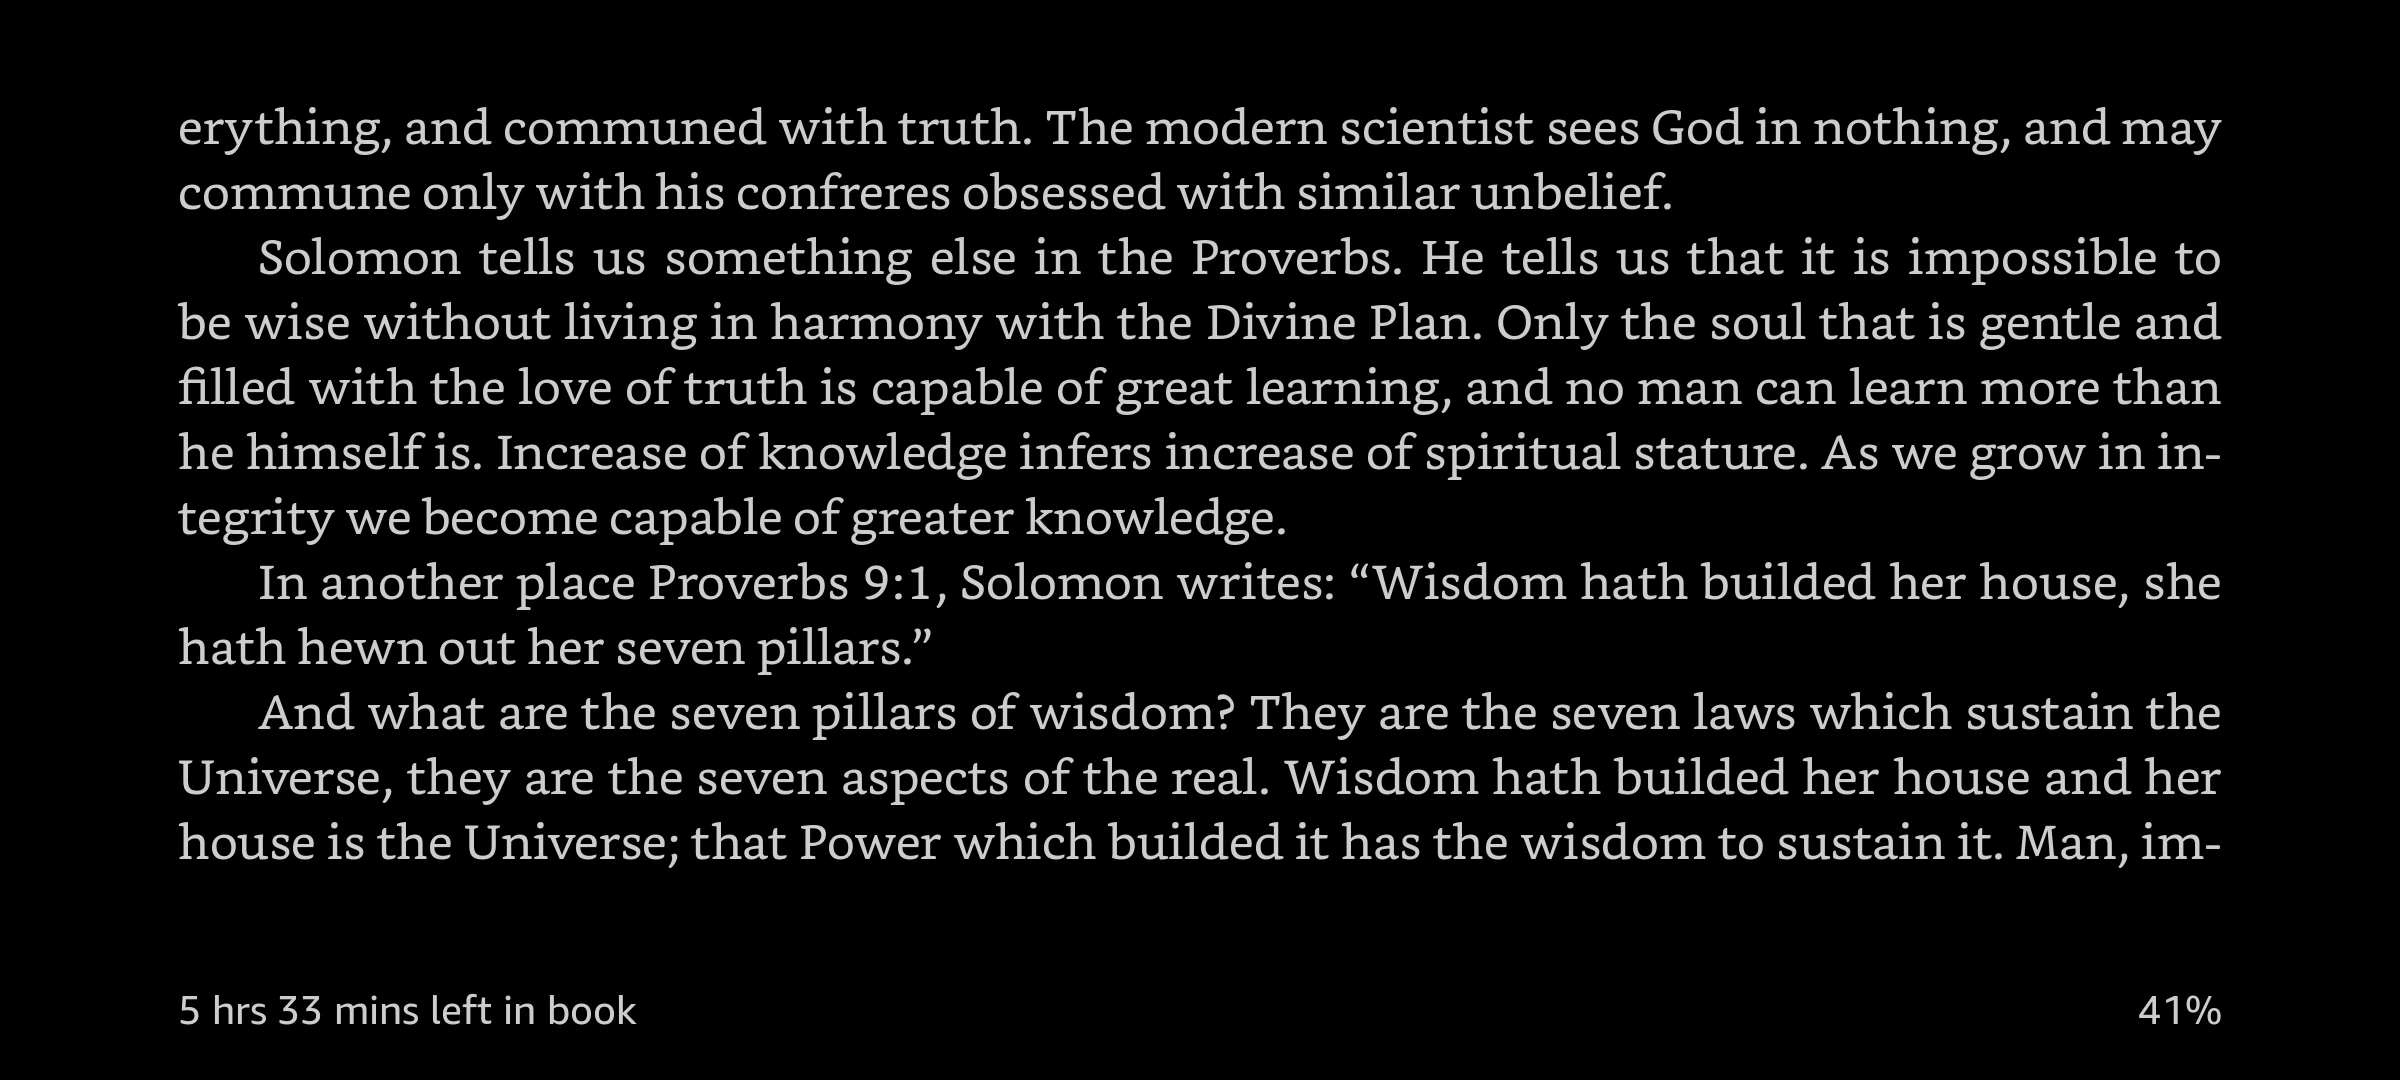 erything, and communed with truth. The modern scientist sees God in nothing, and may
commune only with his confreres obsessed with similar unbelief.
Solomon tells us something else in the Proverbs. He tells us that it is impossible to
be wise without living in harmony with the Divine Plan. Only the soul that is gentle and
filled with the love of truth is capable of great learning, and no man can learn more than
he himself is. Increase of knowledge infers increase of spiritual stature. As we grow in in-
tegrity we become capable of greater knowledge.
In another place Proverbs 9:1, Solomon writes: “Wisdom hath builded her house, she
hath hewn out her seven pillars.”
And what are the seven pillars of wisdom? They are the seven laws which sustain the
Universe, they are the seven aspects of the real. Wisdom hath builded her house and her
house is the Universe; that Power which builded it has the wisdom to sustain it. Man, im-
5 hrs 33 mins left in book
41%